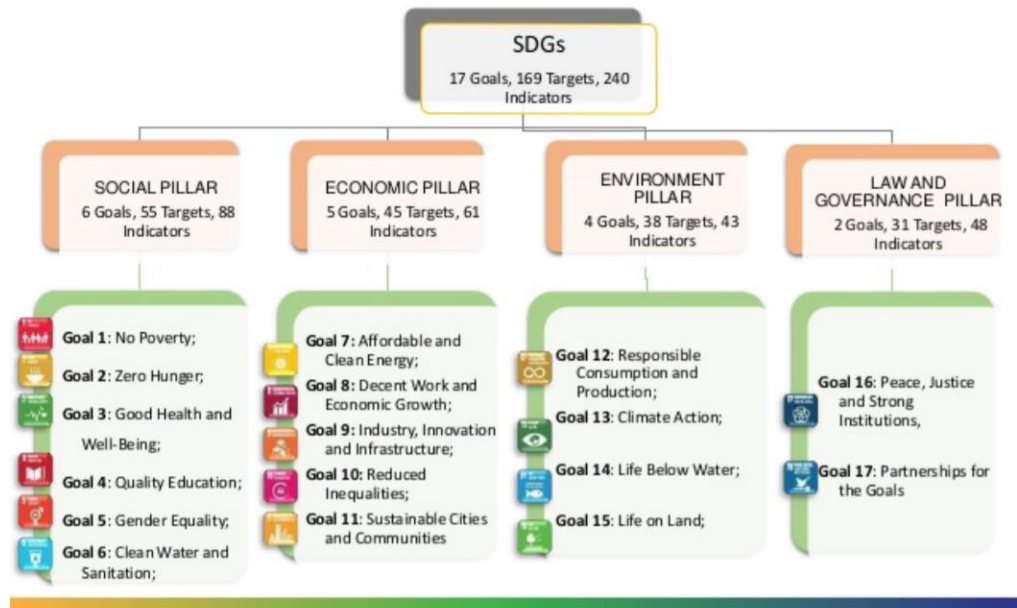 SDGs
17 Goals, 169 Targets, 240
Indicators
SOCIAL PILLAR
6 Goals, 55 Targets, 88
Indicators
ECONOMIC PILLAR
5 Goals, 45 Targets, 61
Indicators
ENVIRONMENT
PILLAR
4 Goals, 38 Targets, 43
Indicators
LAW AND
GOVERNANCE PILLAR
2 Goals, 31 Targets, 48
Indicators
Goal 1: No Poverty;
Goal 2: Zero Hunger;
Goal 3: Good Health and
Well-Being;
Goal 4: Quality Education;
Goal 5: Gender Equality;
Goal 6: Clean Water and
Sanitation;
Goal 7: Affordable and
Clean Energy;
Goal 8: Decent Work and
Economic Growth;
Goal 9: Industry, Innovation
and Infrastructure;
Goal 10: Reduced
Inequalities;
Goal 11: Sustainable Cities
and Communities
Goal 12: Responsible
Consumption and
Production;
Goal 13: Climate Action;
Goal 14: Life Below Water;
Goal 15: Life on Land;
Goal 16: Peace, Justice
and Strong
Institutions,
Goal 17: Partnerships for
the Goals